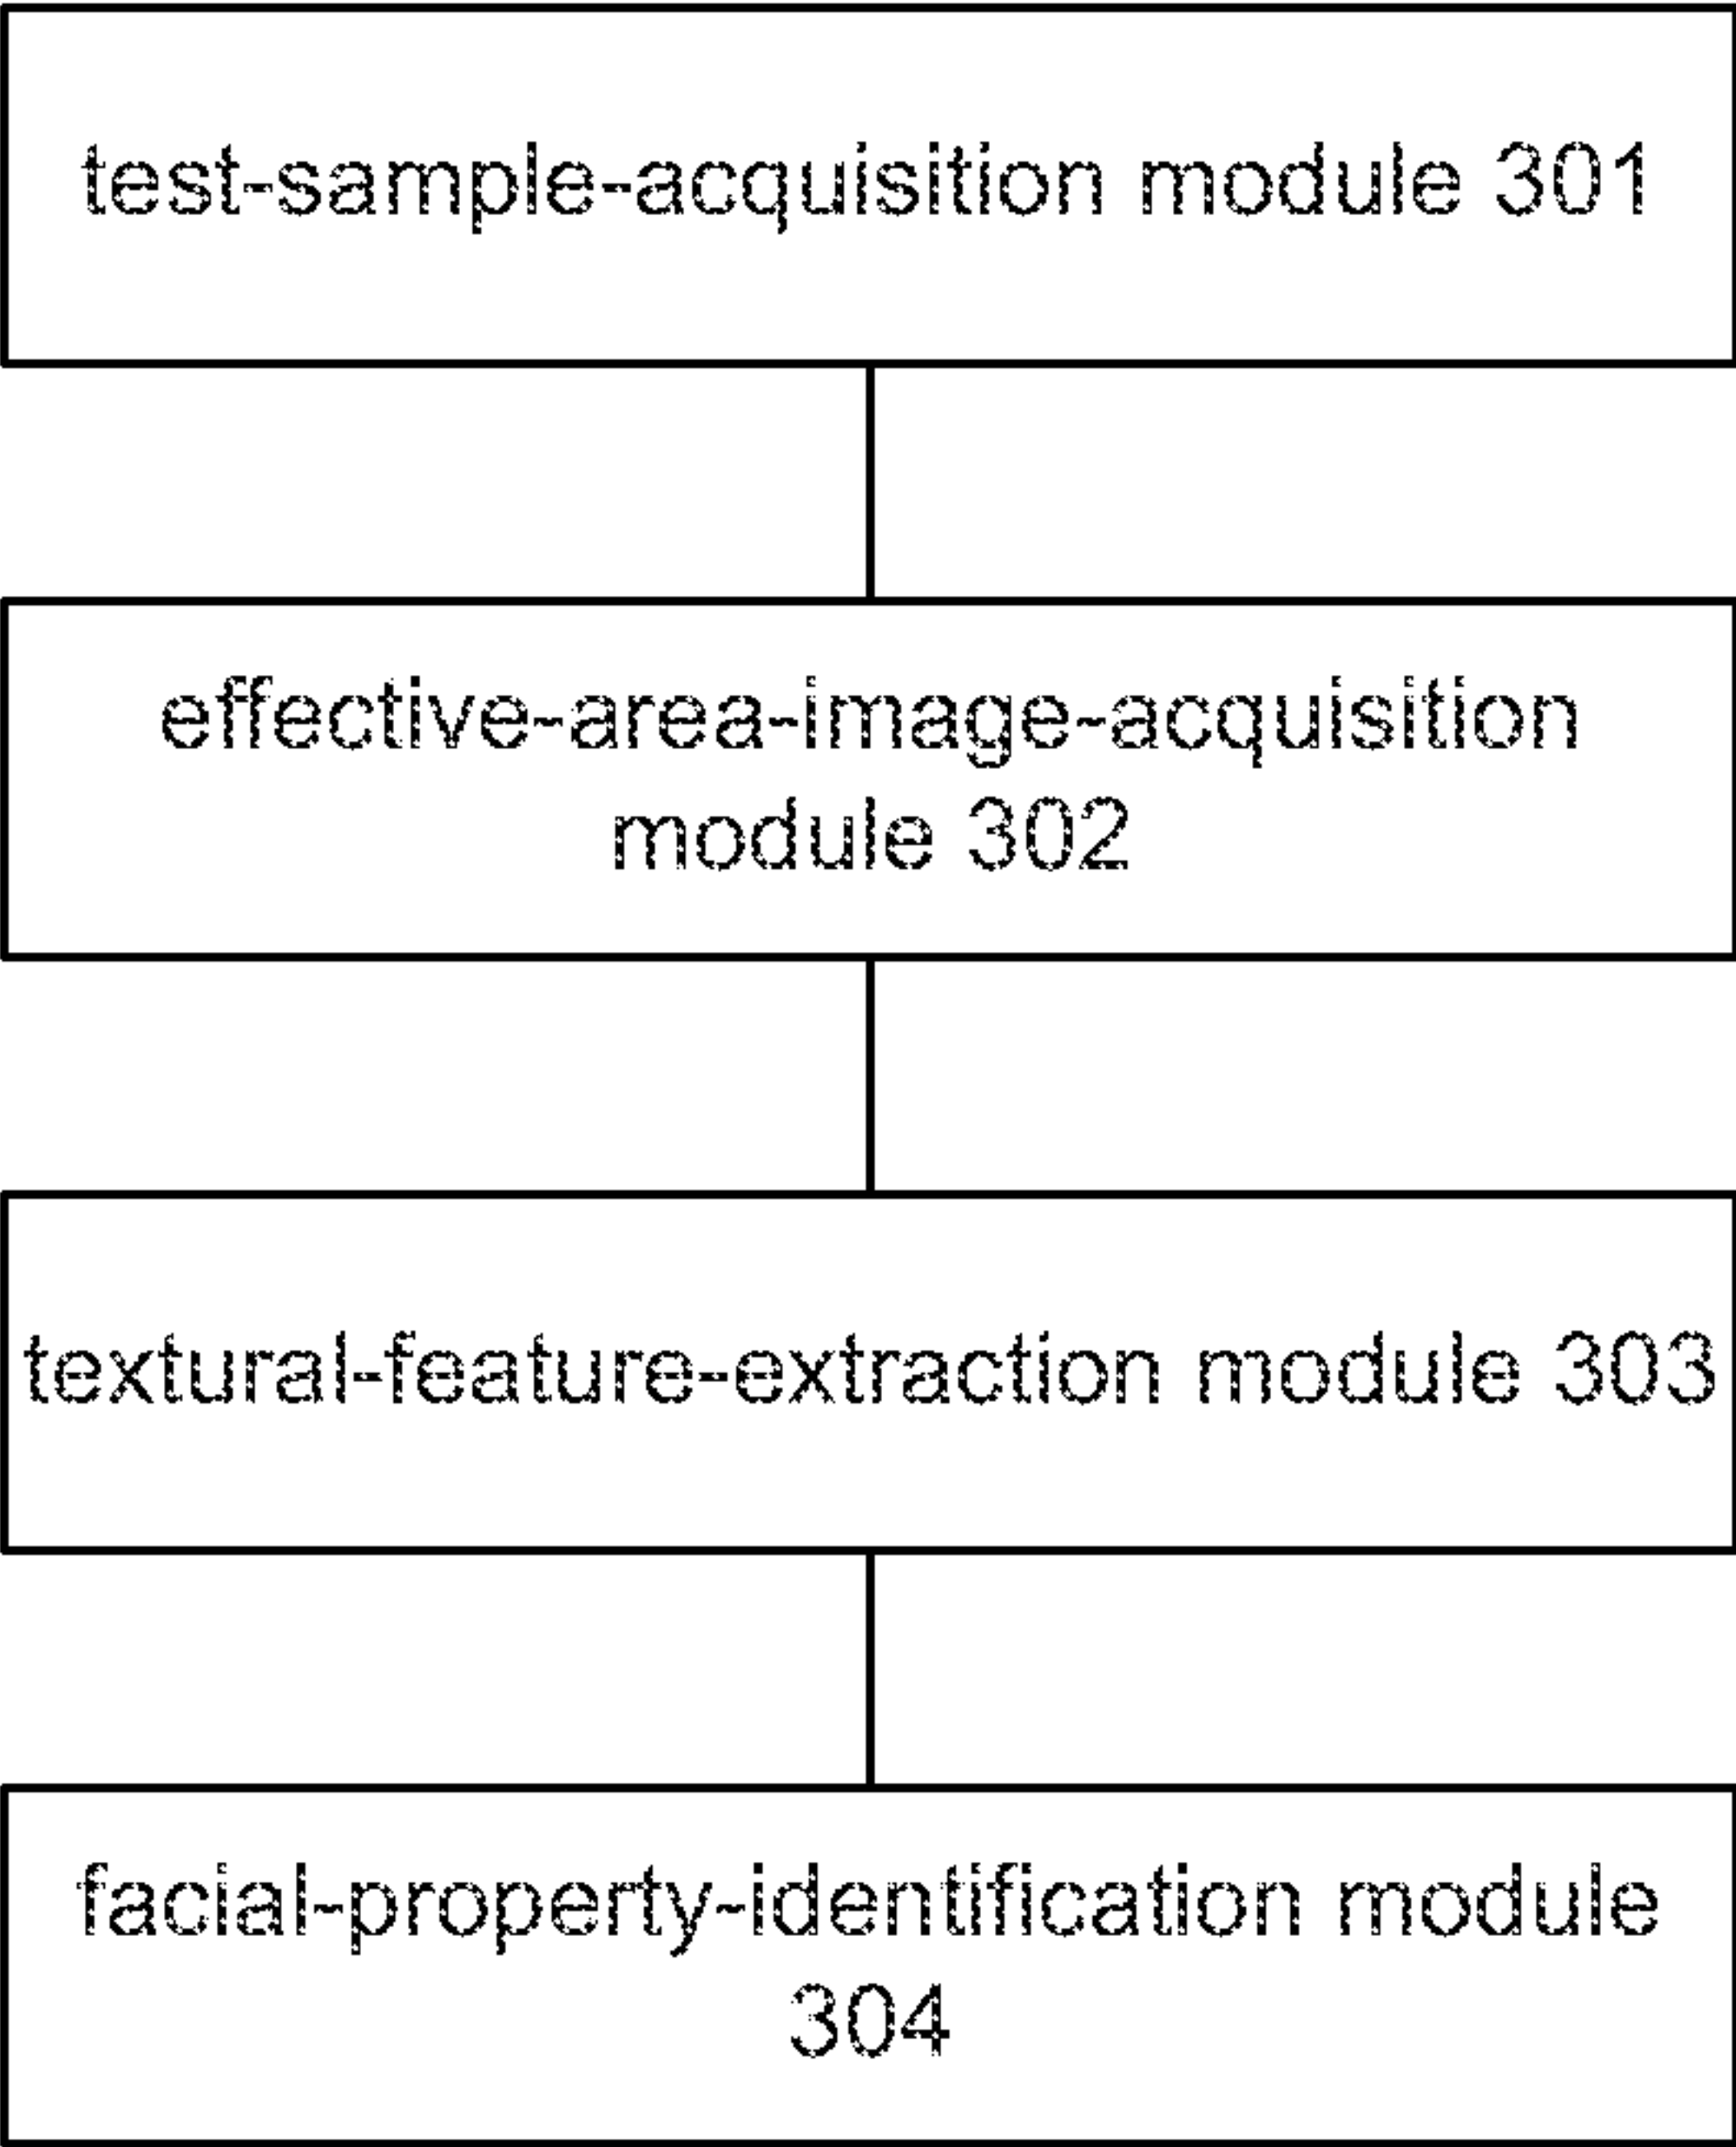 test-sample-acquisition module 301
effective-area-image-acquisition
module 302
textural-feature-extraction module 303
facial-property-identification module
304